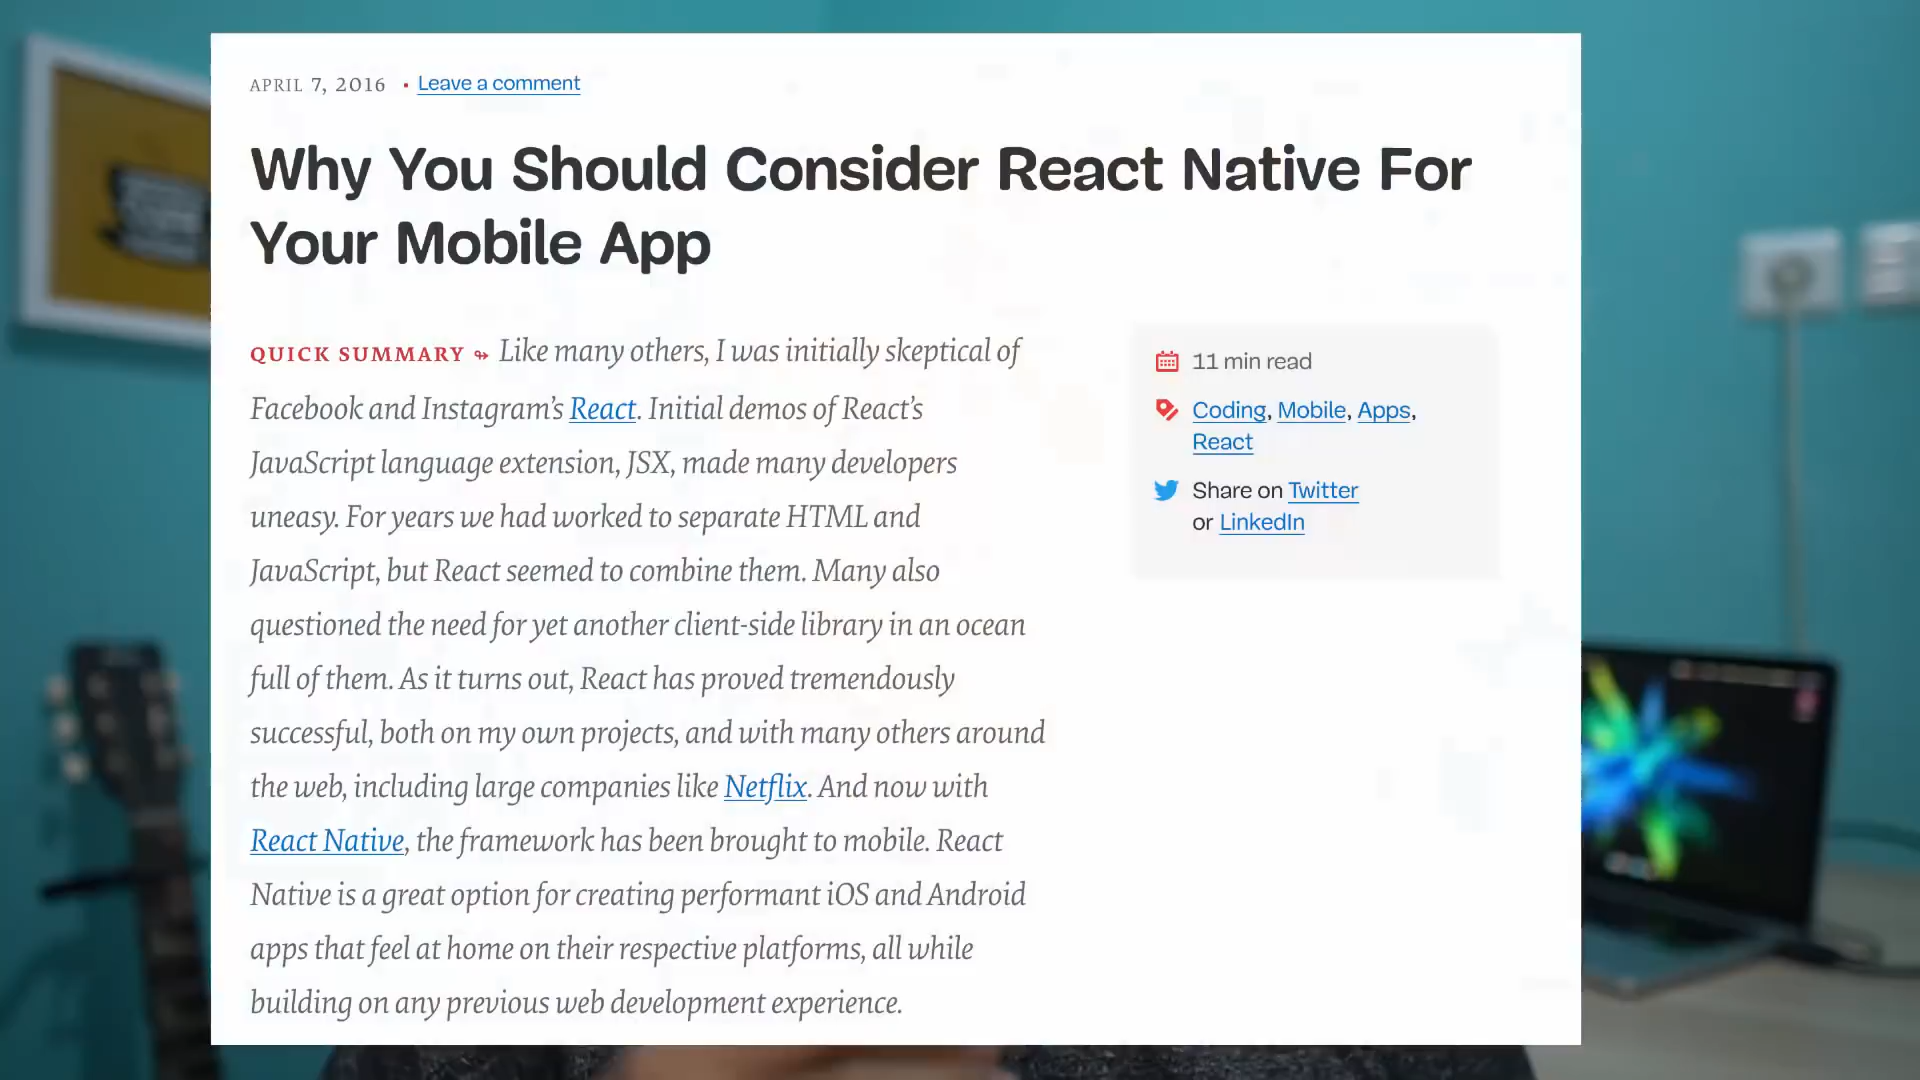 APRIL 7, 2016 • Leave a comment
Why You Should Consider React Native For
Your Mobile App
QUICK SUMMARY ↬ Like many others, I was initially skeptical of
Facebook and Instagram’s React. Initial demos of React’s
JavaScript language extension, JSX, made many developers
uneasy. For years we had worked to separate HTML and
JavaScript, but React seemed to combine them. Many also
questioned the need for yet another client-side library in an ocean
full of them. As it turns out, React has proved tremendously
successful, both on my own projects, and with many others around
the web, including large companies like Netflix. And now with
React Native, the framework has been brought to mobile. React
Native is a great option for creating performant iOS and Android
apps that feel at home on their respective platforms, all while
building on any previous web development experience.
11 min read
Coding, Mobile, Apps,
React
Share on Twitter
or LinkedIn